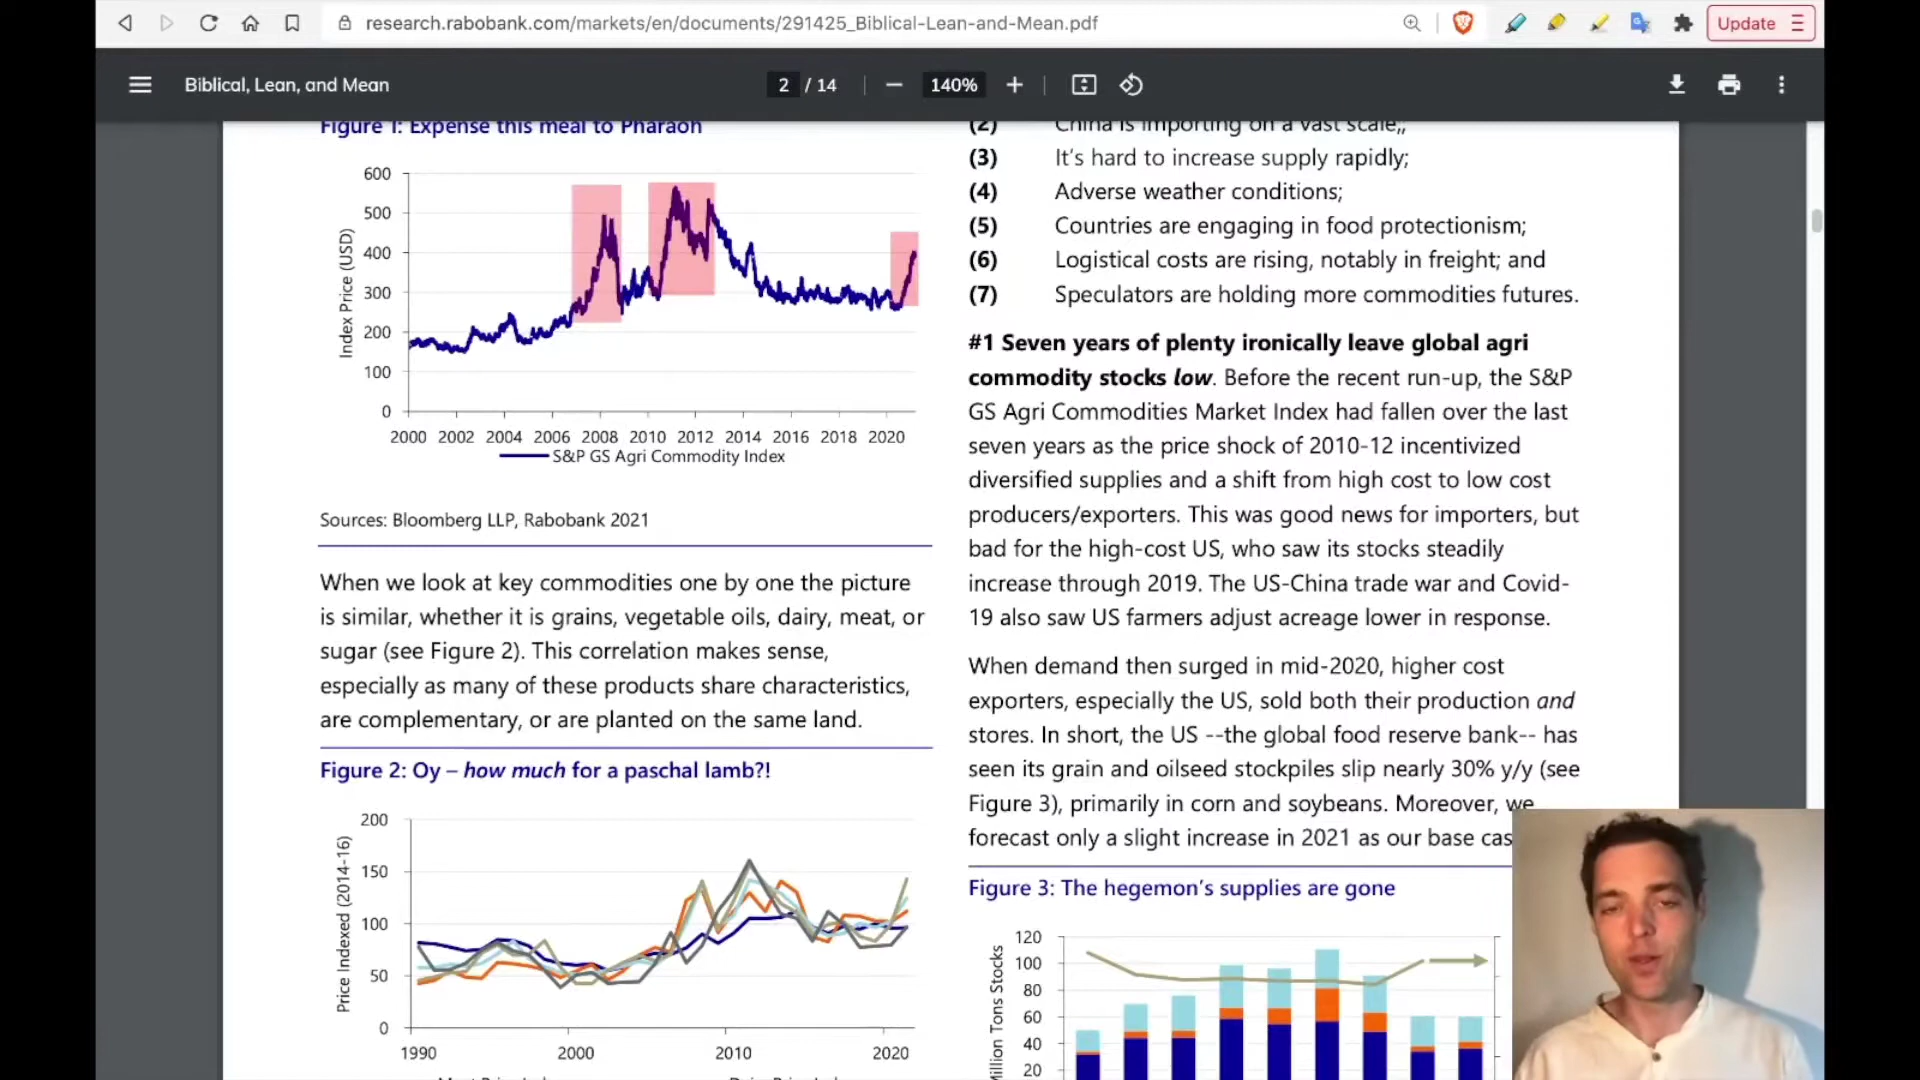 research.rabobank.com/markets/en/documents/291425_Biblical-Lean-and-Mean.pdf
Update
Biblical, Lean, and Mean
2 / 14
140%
Figure 1: Expense this meal to Pharaoh
600
500
400
300
200
100
0
Index Price (USD)
2000 2002 2004 2006 2008 2010 2012 2014 2016 2018 2020
S&P GS Agri Commodity Index
Sources: Bloomberg LLP, Rabobank 2021
When we look at key commodities one by one the picture
is similar, whether it is grains, vegetable oils, dairy, meat, or
sugar (see Figure 2). This correlation makes sense,
especially as many of these products share characteristics,
are complementary, or are planted on the same land.
Figure 2: Oy – how much for a paschal lamb?!
200
150
100
50
0
Price Indexed (2014-16)
1990 2000 2010 2020
(2) China is importing on a vast scale,;
(3) It's hard to increase supply rapidly;
(4) Adverse weather conditions;
(5) Countries are engaging in food protectionism;
(6) Logistical costs are rising, notably in freight; and
(7) Speculators are holding more commodities futures.
#1 Seven years of plenty ironically leave global agri
commodity stocks low. Before the recent run-up, the S&P
GS Agri Commodities Market Index had fallen over the last
seven years as the price shock of 2010-12 incentivized
diversified supplies and a shift from high cost to low cost
producers/exporters. This was good news for importers, but
bad for the high-cost US, who saw its stocks steadily
increase through 2019. The US-China trade war and Covid-
19 also saw US farmers adjust acreage lower in response.
When demand then surged in mid-2020, higher cost
exporters, especially the US, sold both their production and
stores. In short, the US --the global food reserve bank-- has
seen its grain and oilseed stockpiles slip nearly 30% y/y (see
Figure 3), primarily in corn and soybeans. Moreover, we
forecast only a slight increase in 2021 as our base cas
Figure 3: The hegemon's supplies are gone
120
100
80
60
40
20
Million Tons Stocks